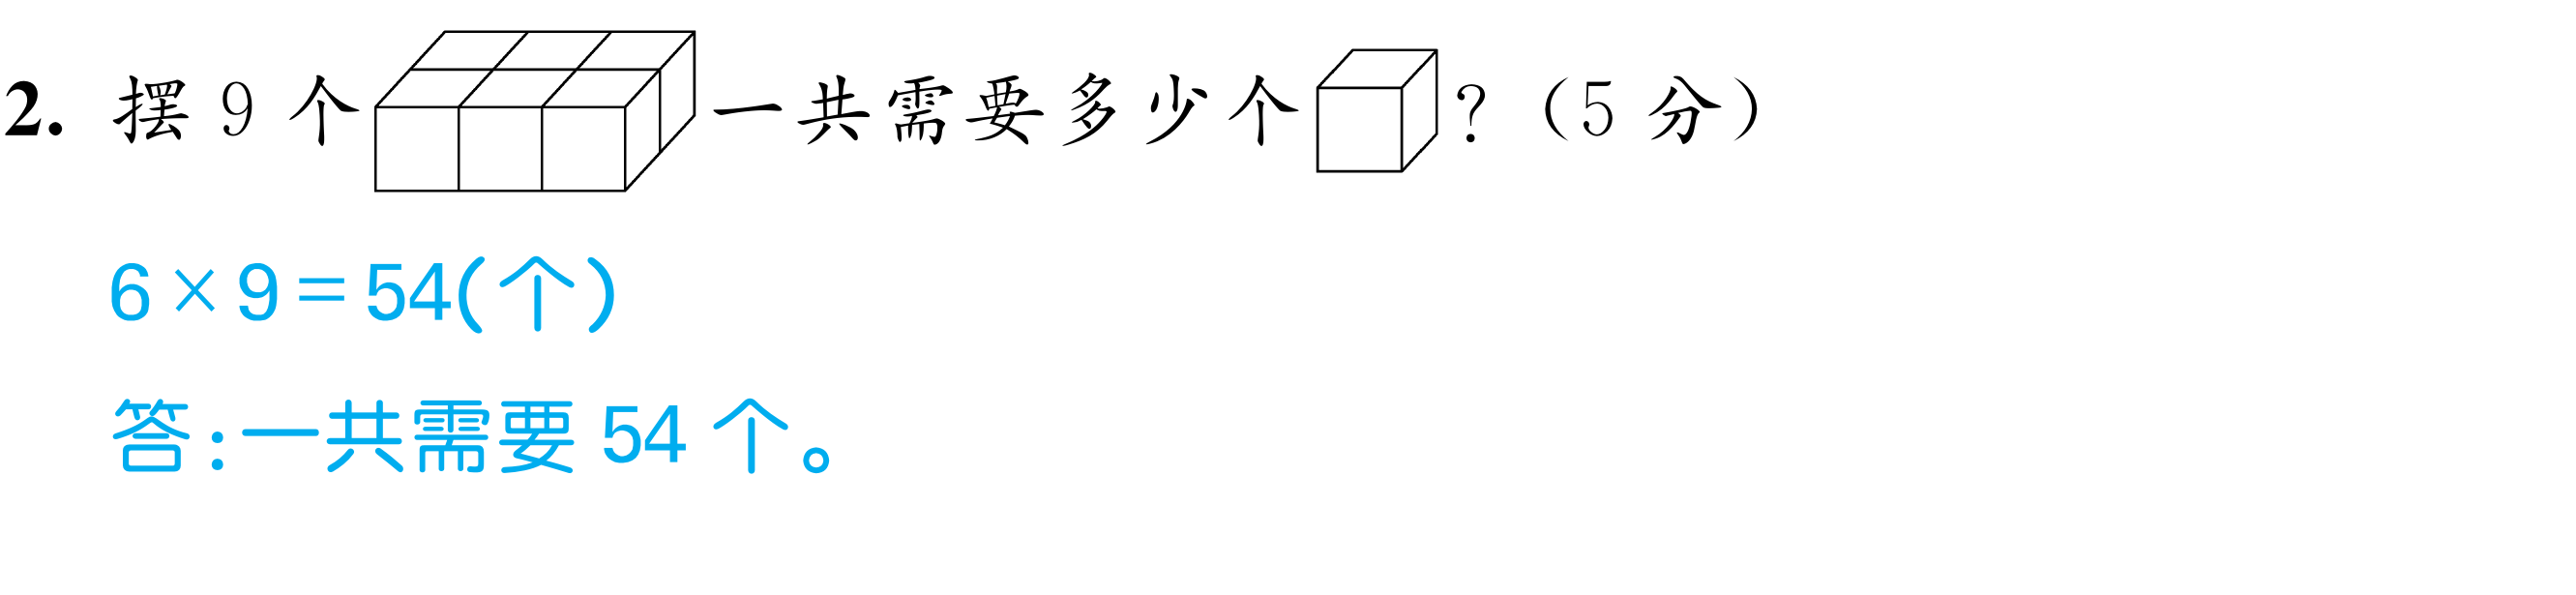 2. 摆 9 个 一共需要多少个 ?（5 分）
6×9=54(个)
答:一共需要 54 个。